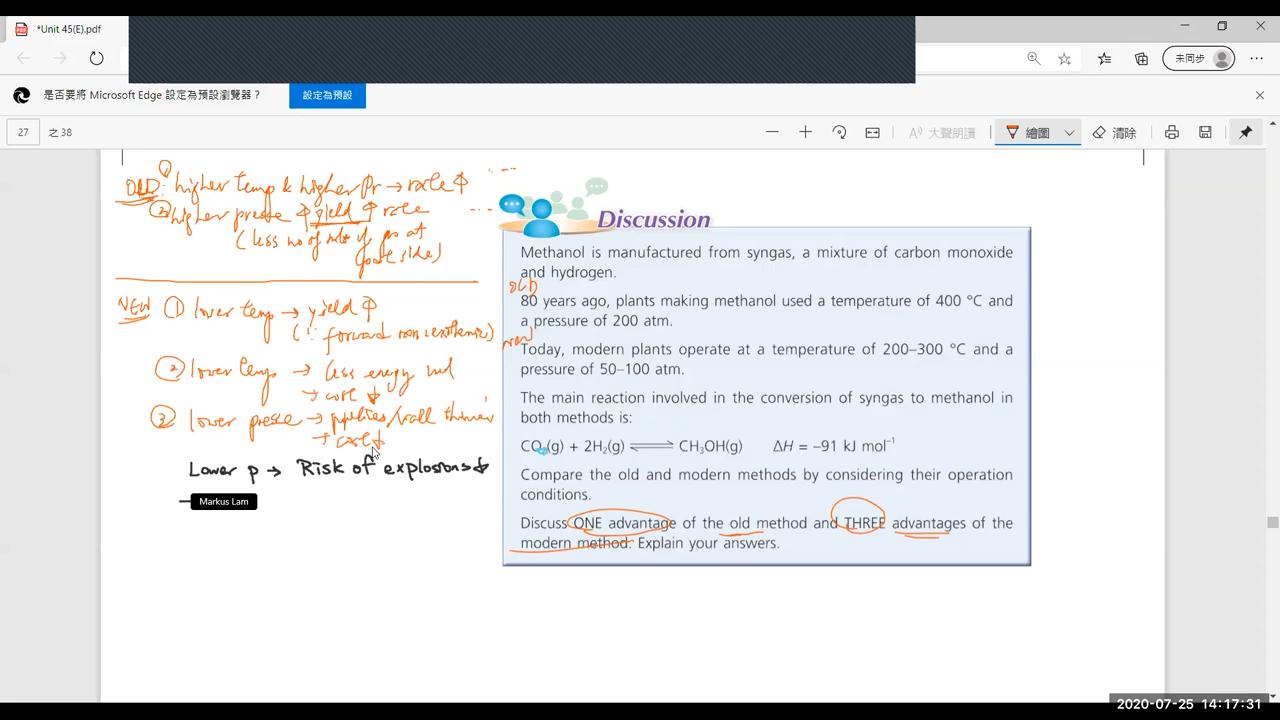 *Unit 45(E).pdf
未同步
是否要將 Microsoft Edge 設定為預設瀏覽器？
設定為預設
27 之 38
大聲朗讀
繪圖
清除
OLD: ① higher temp & higher Pr → rate ↑
② higher presse ↑ yield ↑ rate
(less no of of at
side)
NEW ① lower temp → yield ↑
(∵ forward exothermic)
② lower temp → less energy
→ cost ↓
③ lower presse → pipelines/wall thinner
→ cost ↓
Lower p → Risk of explosions ↓
Markus Lam
Discussion
Methanol is manufactured from syngas, a mixture of carbon monoxide
and hydrogen.
OLD
80 years ago, plants making methanol used a temperature of 400 °C and
a pressure of 200 atm.
new
Today, modern plants operate at a temperature of 200–300 °C and a
pressure of 50–100 atm.
The main reaction involved in the conversion of syngas to methanol in
both methods is:
CO(g) + 2H₂(g) ⇌ CH₃OH(g) ΔH = –91 kJ mol⁻¹
Compare the old and modern methods by considering their operation
conditions.
Discuss ONE advantage of the old method and THREE advantages of the
modern method. Explain your answers.
2020-07-25 14:17:31